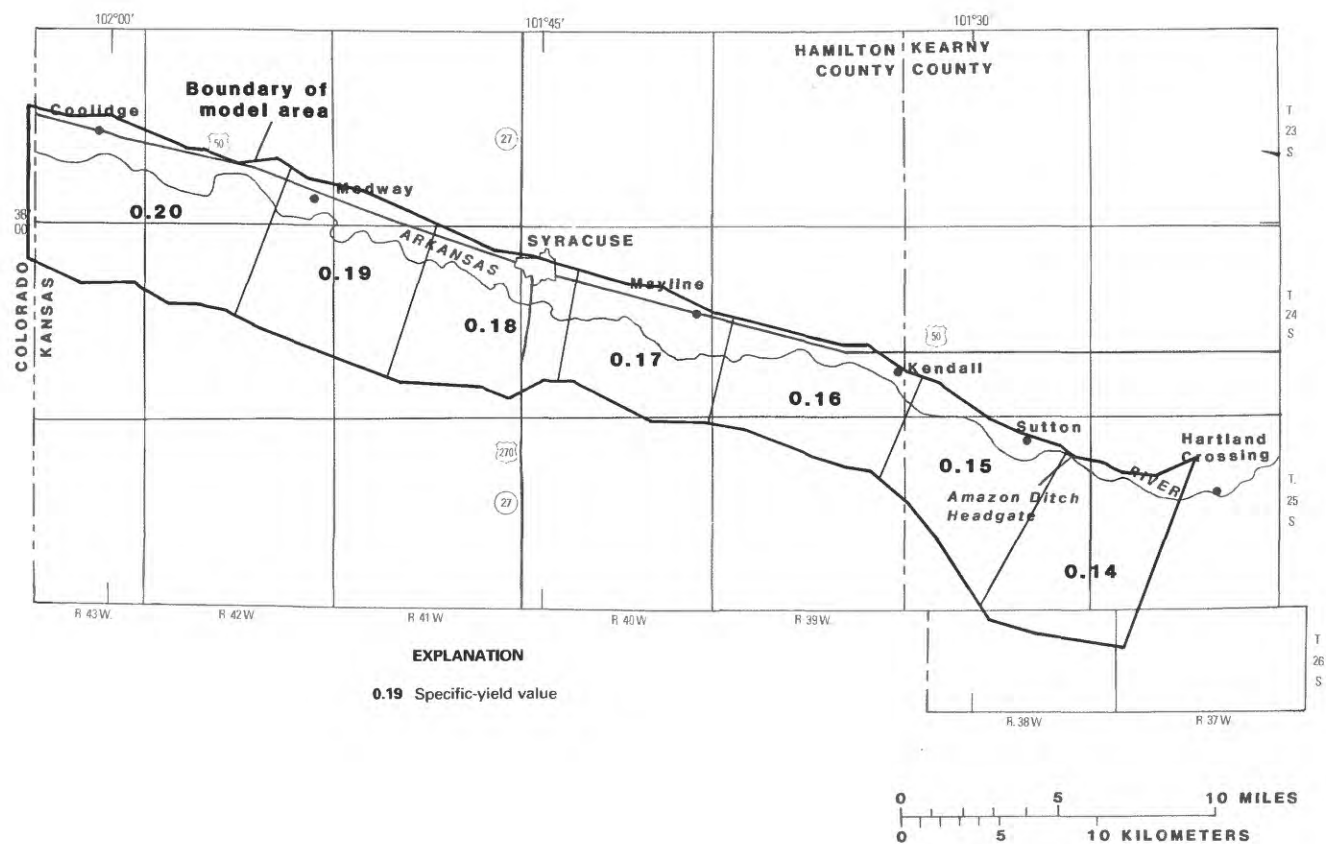 102°00'
101°45'
101°30'
HAMILTON KEARNY
COUNTY COUNTY
Boundary of
model area
Coolidge
50
27
T
23
S
Medway
38°
00'
0.20
ARKANSAS
SYRACUSE
0.19
Mayline
COLORADO
KANSAS
0.18
T
24
S
50
0.17
Kendall
0.16
Sutton
Hartland
Crossing
270
0.15
RIVER
27
Amazon Ditch
Headgate
T.
25
S
0.14
R 43W.
R 42 W.
R 41 W.
R 40 W.
R 39W.
EXPLANATION
0.19 Specific-yield value
T
26
S
R.38W
R 37 W.
0 5 10 MILES
0 5 10 KILOMETERS